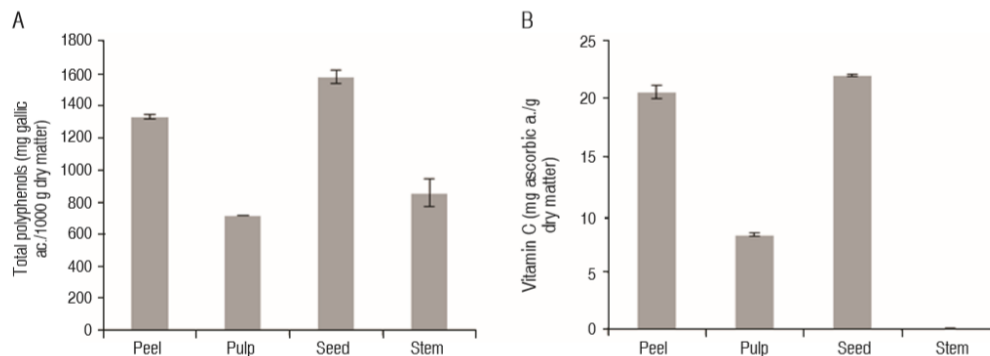 A
1800
1600
1400
1200
1000
800
600
400
200
0
Total polyphenols (mg gallic
ac./1000 g dry matter)
Peel Pulp Seed Stem
B
25
20
15
10
5
0
Vitamin C (mg ascorbic a./g
dry matter)
Peel Pulp Seed Stem